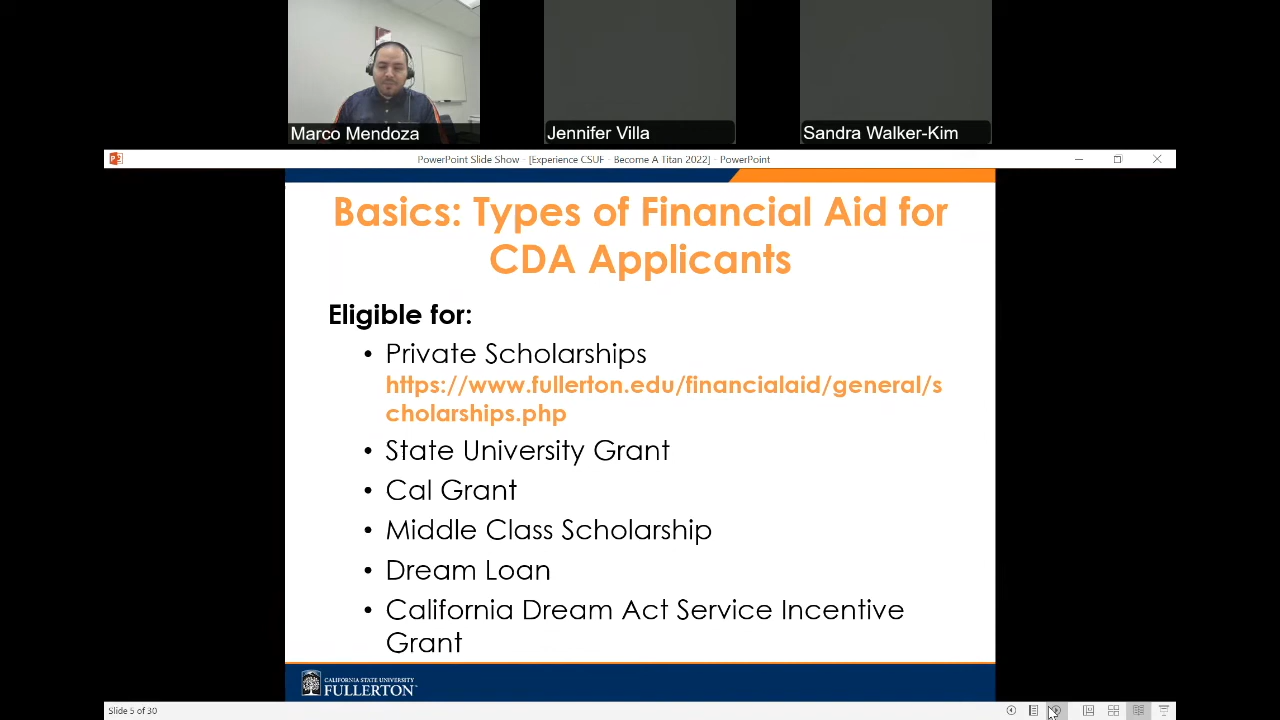 Marco Mendoza
Jennifer Villa
Sandra Walker-Kim
PowerPoint Slide Show - [Experience CSUF - Become A Titan 2022] - PowerPoint
Basics: Types of Financial Aid for
CDA Applicants
Eligible for:
• Private Scholarships
https://www.fullerton.edu/financialaid/general/s
cholarships.php
• State University Grant
• Cal Grant
• Middle Class Scholarship
• Dream Loan
• California Dream Act Service Incentive
Grant
CALIFORNIA STATE UNIVERSITY
FULLERTON™
Slide 5 of 30